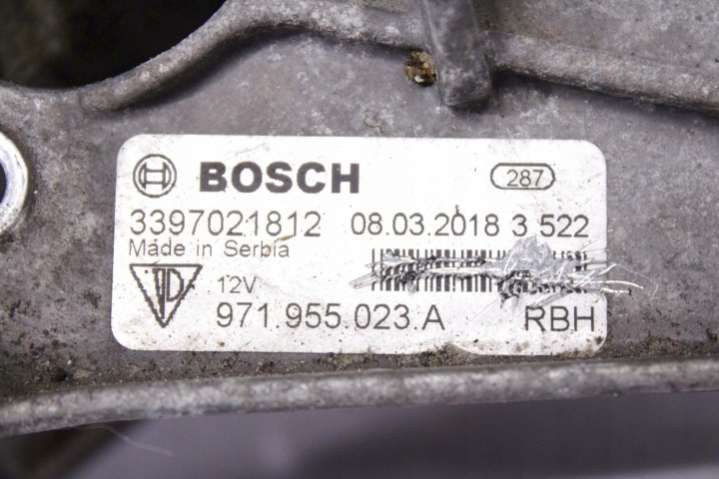 BOSCH 287
3397021812 08.03.2018 3 522
Made in Serbia
12V
971.955.023.A RBH